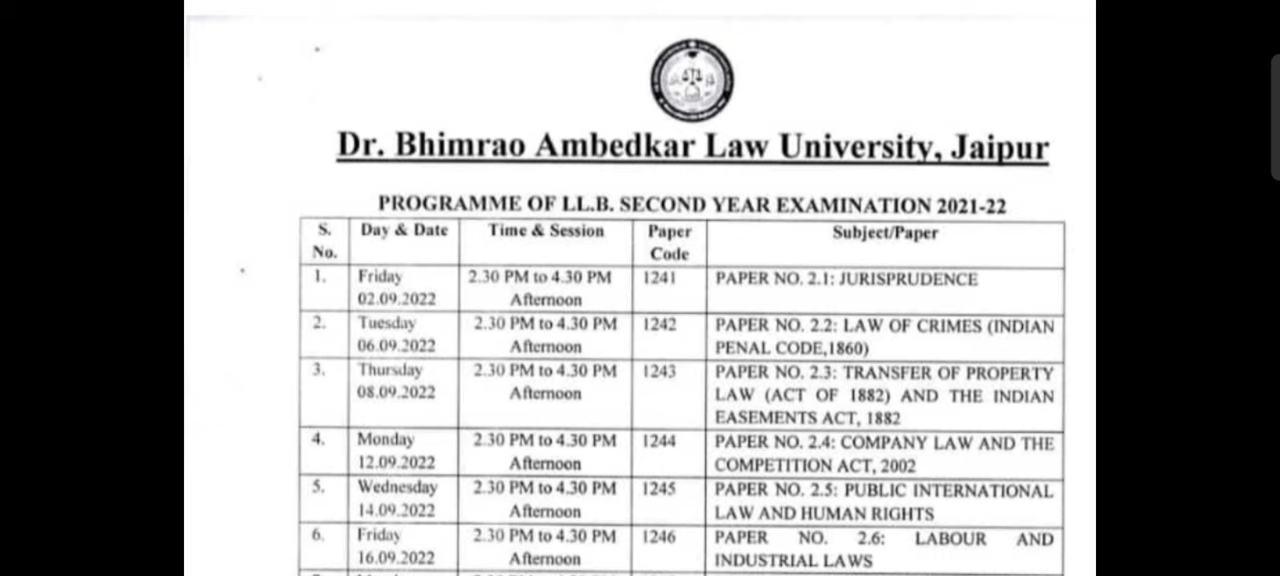 Dr. Bhimrao Ambedkar Law University, Jaipur
PROGRAMME OF LL.B. SECOND YEAR EXAMINATION 2021-22
S. No. Day & Date Time & Session Paper Code Subject/Paper
1. Friday 02.09.2022 2.30 PM to 4.30 PM Afternoon 1241 PAPER NO. 2.1: JURISPRUDENCE
2. Tuesday 06.09.2022 2.30 PM to 4.30 PM Afternoon 1242 PAPER NO. 2.2: LAW OF CRIMES (INDIAN PENAL CODE,1860)
3. Thursday 08.09.2022 2.30 PM to 4.30 PM Afternoon 1243 PAPER NO. 2.3: TRANSFER OF PROPERTY LAW (ACT OF 1882) AND THE INDIAN EASEMENTS ACT, 1882
4. Monday 12.09.2022 2.30 PM to 4.30 PM Afternoon 1244 PAPER NO. 2.4: COMPANY LAW AND THE COMPETITION ACT, 2002
5. Wednesday 14.09.2022 2.30 PM to 4.30 PM Afternoon 1245 PAPER NO. 2.5: PUBLIC INTERNATIONAL LAW AND HUMAN RIGHTS
6. Friday 16.09.2022 2.30 PM to 4.30 PM Afternoon 1246 PAPER NO. 2.6: LABOUR AND INDUSTRIAL LAWS